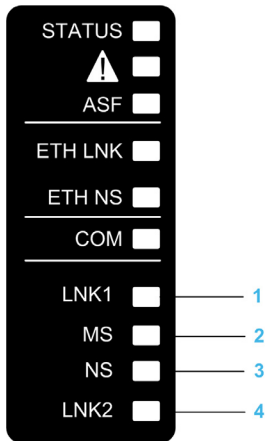 STATUS
ASF
ETH LNK
ETH NS
COM
LNK1 1
MS 2
NS 3
LNK2 4